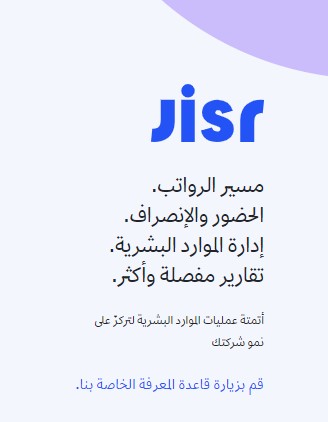 Jisr
مسير الرواتب.
الحضور والإنصراف.
إدارة الموارد البشرية.
تقارير مفصلة وأكثر.
أتمتة عمليات الموارد البشرية لتركزّ على
نمو شركتك
قم بزيارة قاعدة المعرفة الخاصة بنا.